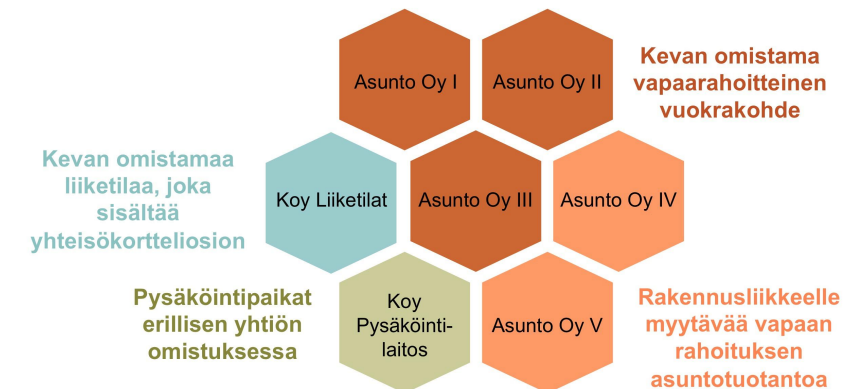 Asunto Oy I
Asunto Oy II
Kevan omistama
vapaarahoitteinen
vuokrakohde
Kevan omistamaa
liiketilaa, joka
sisältää
yhteisökortteliosion
Koy Liiketilat
Asunto Oy III
Asunto Oy IV
Pysäköintipaikat
erillisen yhtiön
omistuksessa
Koy
Pysäköinti-
laitos
Asunto Oy V
Rakennusliikkeelle
myytävää vapaan
rahoituksen
asuntotuotantoa